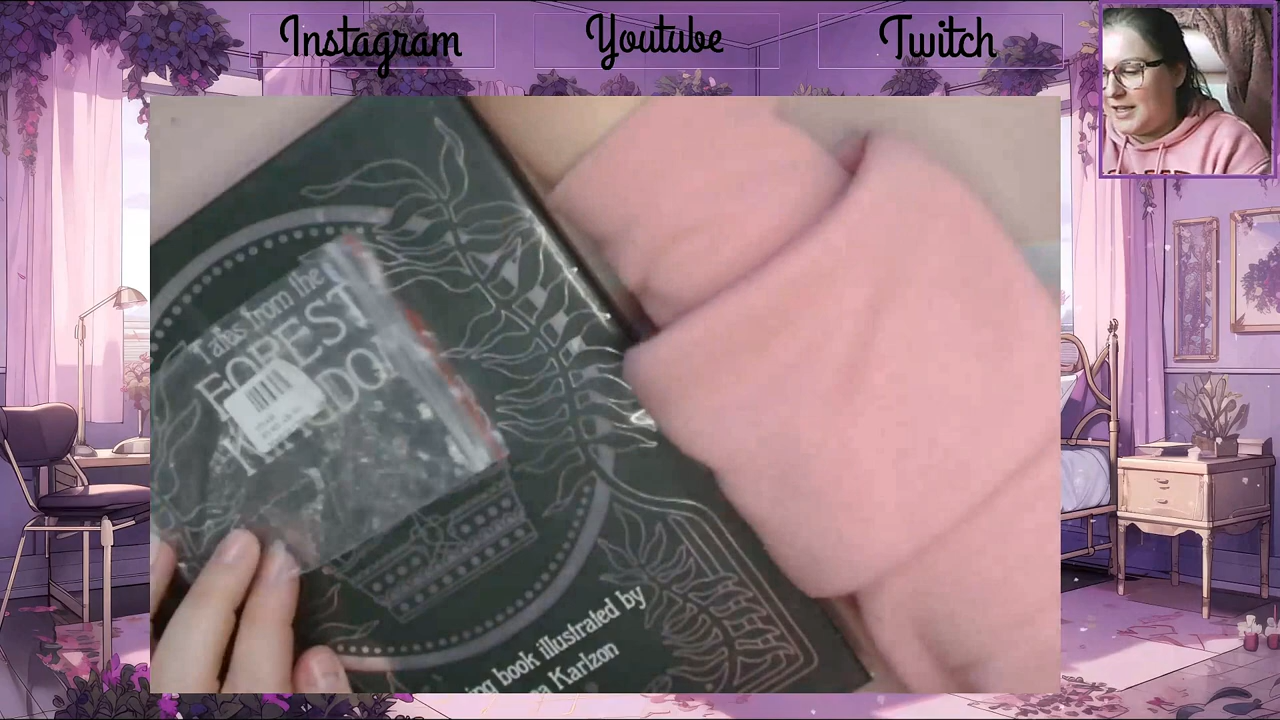 Instagram
Youtube
Twitch
Tales from the
FOREST
book illustrated by
Karlzon